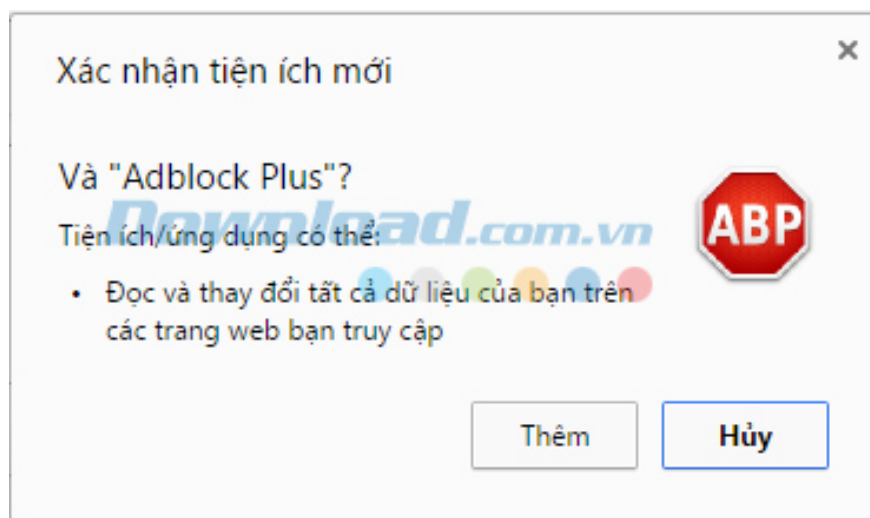 Xác nhận tiện ích mới
Và "Adblock Plus"?
ABP
Download.com.vn
Tiện ích/ứng dụng có thể:
• Đọc và thay đổi tất cả dữ liệu của bạn trên
các trang web bạn truy cập
Thêm
Hủy